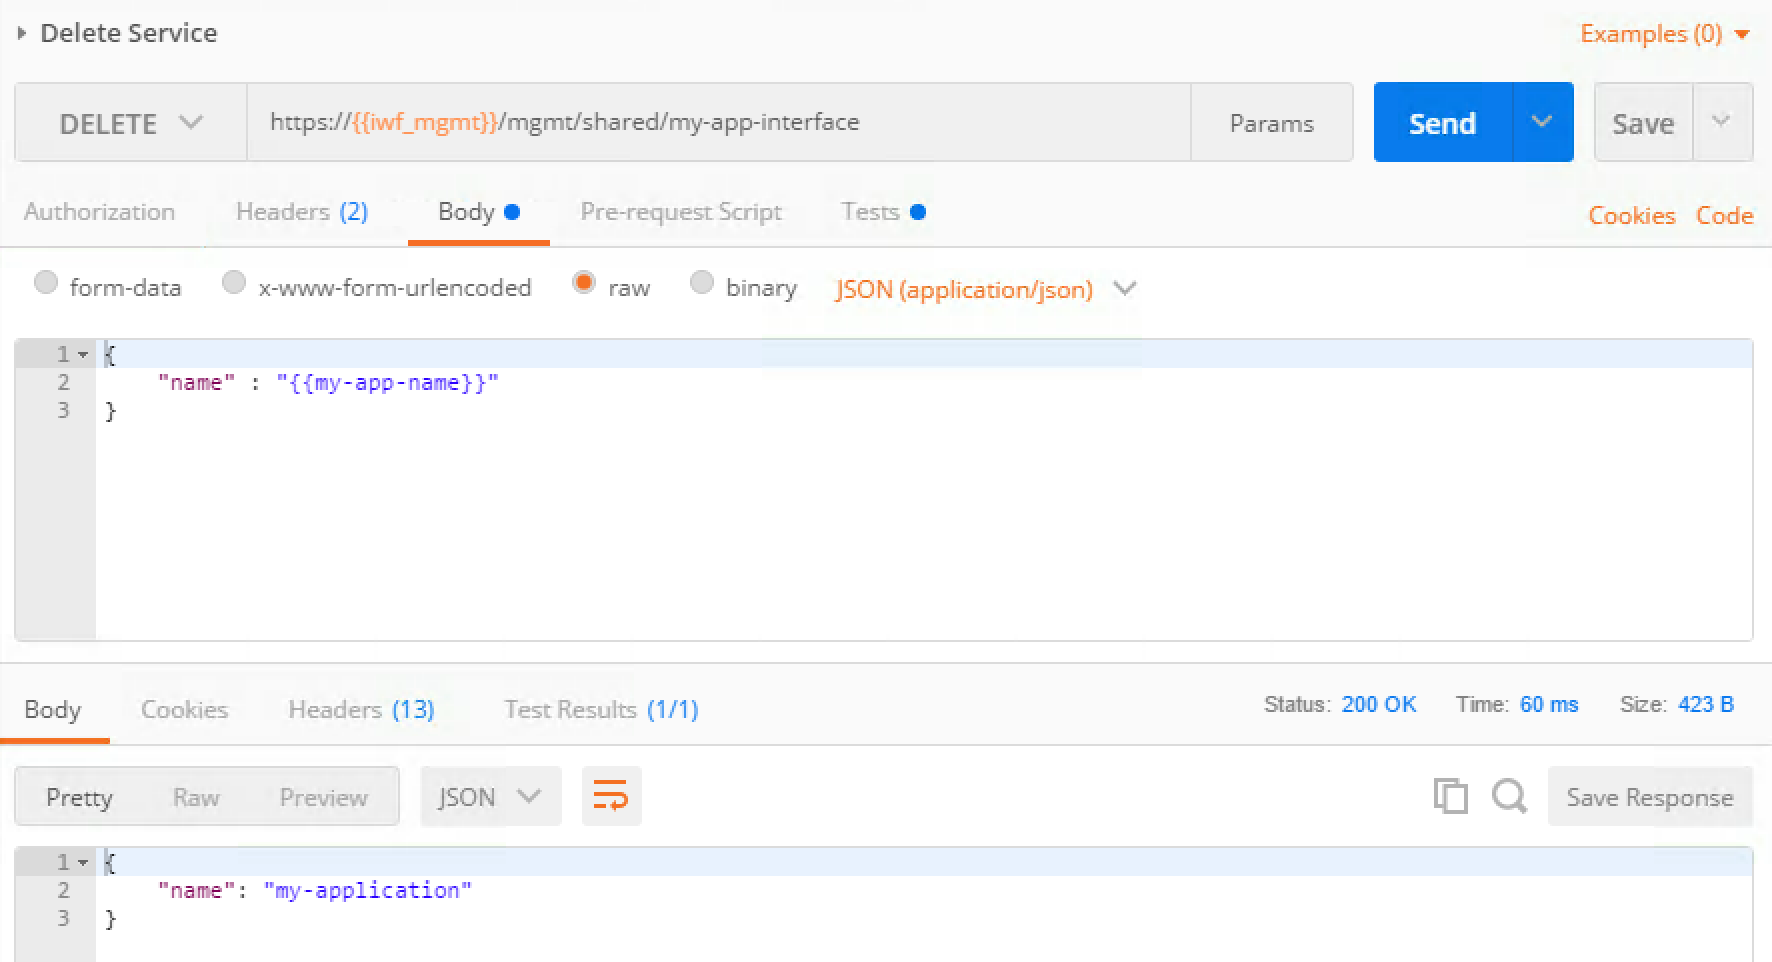 Delete Service
Examples (0)
DELETE
https://{{iwf_mgmt}}/mgmt/shared/my-app-interface
Params
Send
Save
Authorization
Headers (2)
Body
Pre-request Script
Tests
Cookies
Code
form-data
x-www-form-urlencoded
raw
binary
JSON (application/json)
1 {
2 "name" : "{{my-app-name}}"
3 }
Body
Cookies
Headers (13)
Test Results (1/1)
Status: 200 OK
Time: 60 ms
Size: 423 B
Pretty
Raw
Preview
JSON
Save Response
1 {
2 "name": "my-application"
3 }